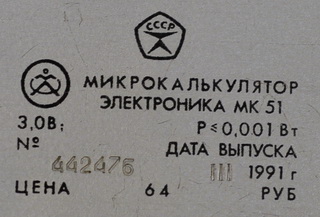 СССР
МИКРОКАЛЬКУЛЯТОР
ЭЛЕКТРОНИКА МК 51
3,0В; P≤0,001 Вт
№ 442476 ДАТА ВЫПУСКА
III 1991 г
ЦЕНА 64 РУБ